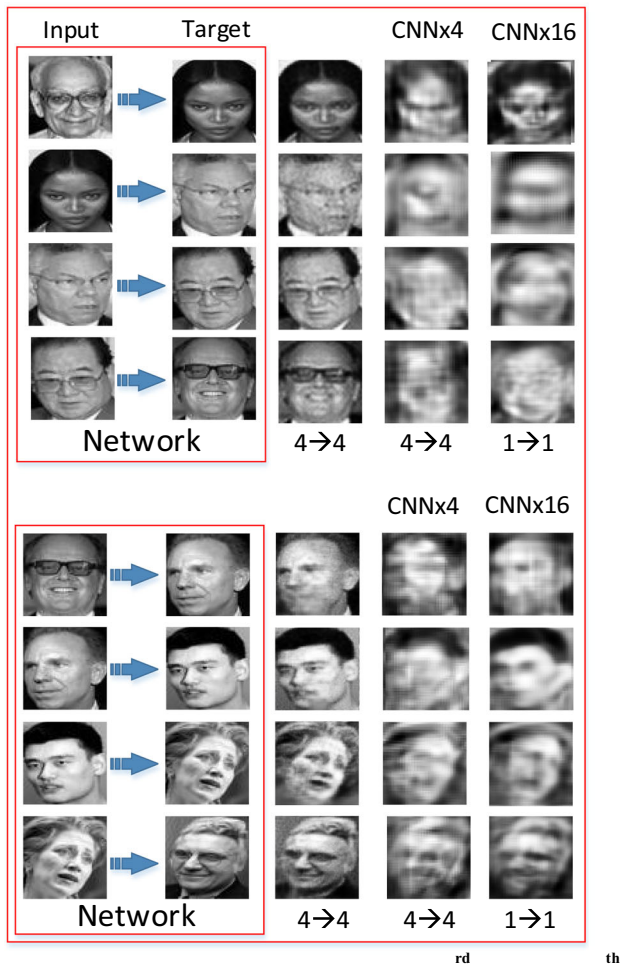 Input Target CNNx4 CNNx16
Network 4→4 4→4 1→1
CNNx4 CNNx16
Network 4→4 4→4 1→1
rd th